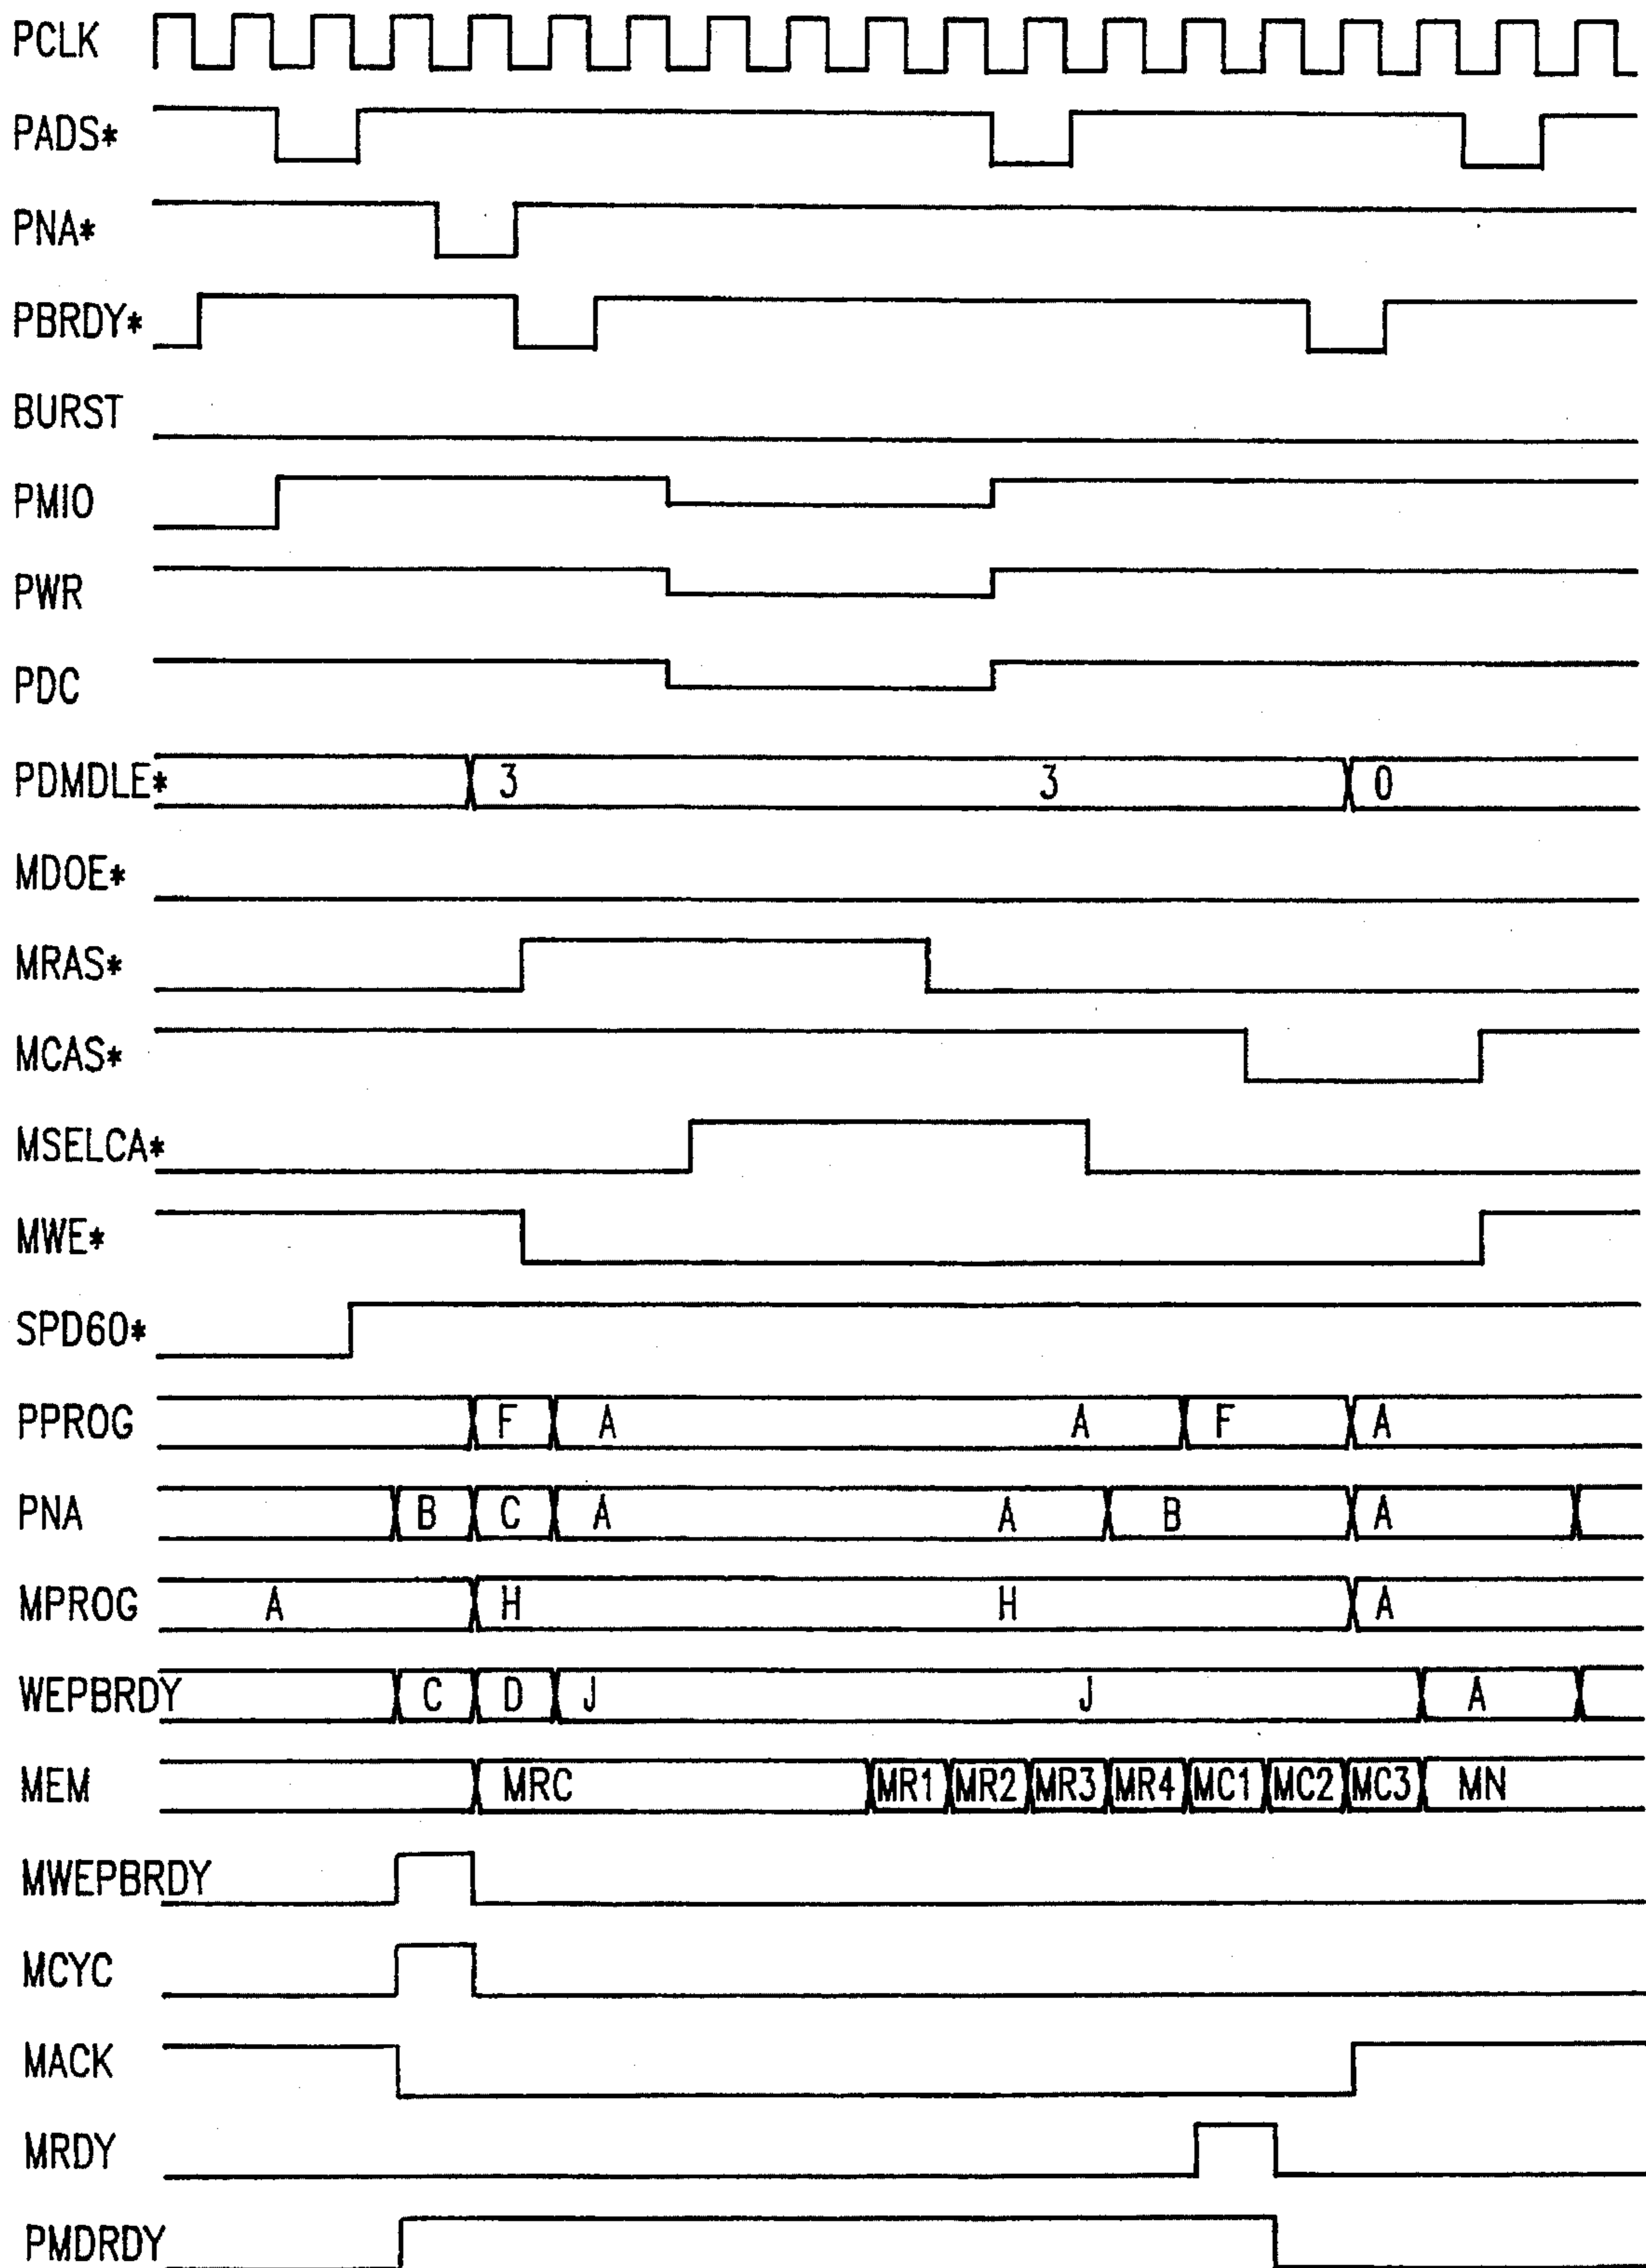 PCLK
PADS*
PNA*
PBRDY*
BURST
PMIO
PWR
PDC
PDMDLE* 3 3 0
MDOE*
MRAS*
MCAS*
MSELCA*
MWE*
SPD60*
PPROG F A A F A
PNA B C A A B A
MPROG A H H A
WEPBRDY C D J J A
MEM MRC MR1 MR2 MR3 MR4 MC1 MC2 MC3 MN
MWEPBRDY
MCYC
MACK
MRDY
PMDRDY